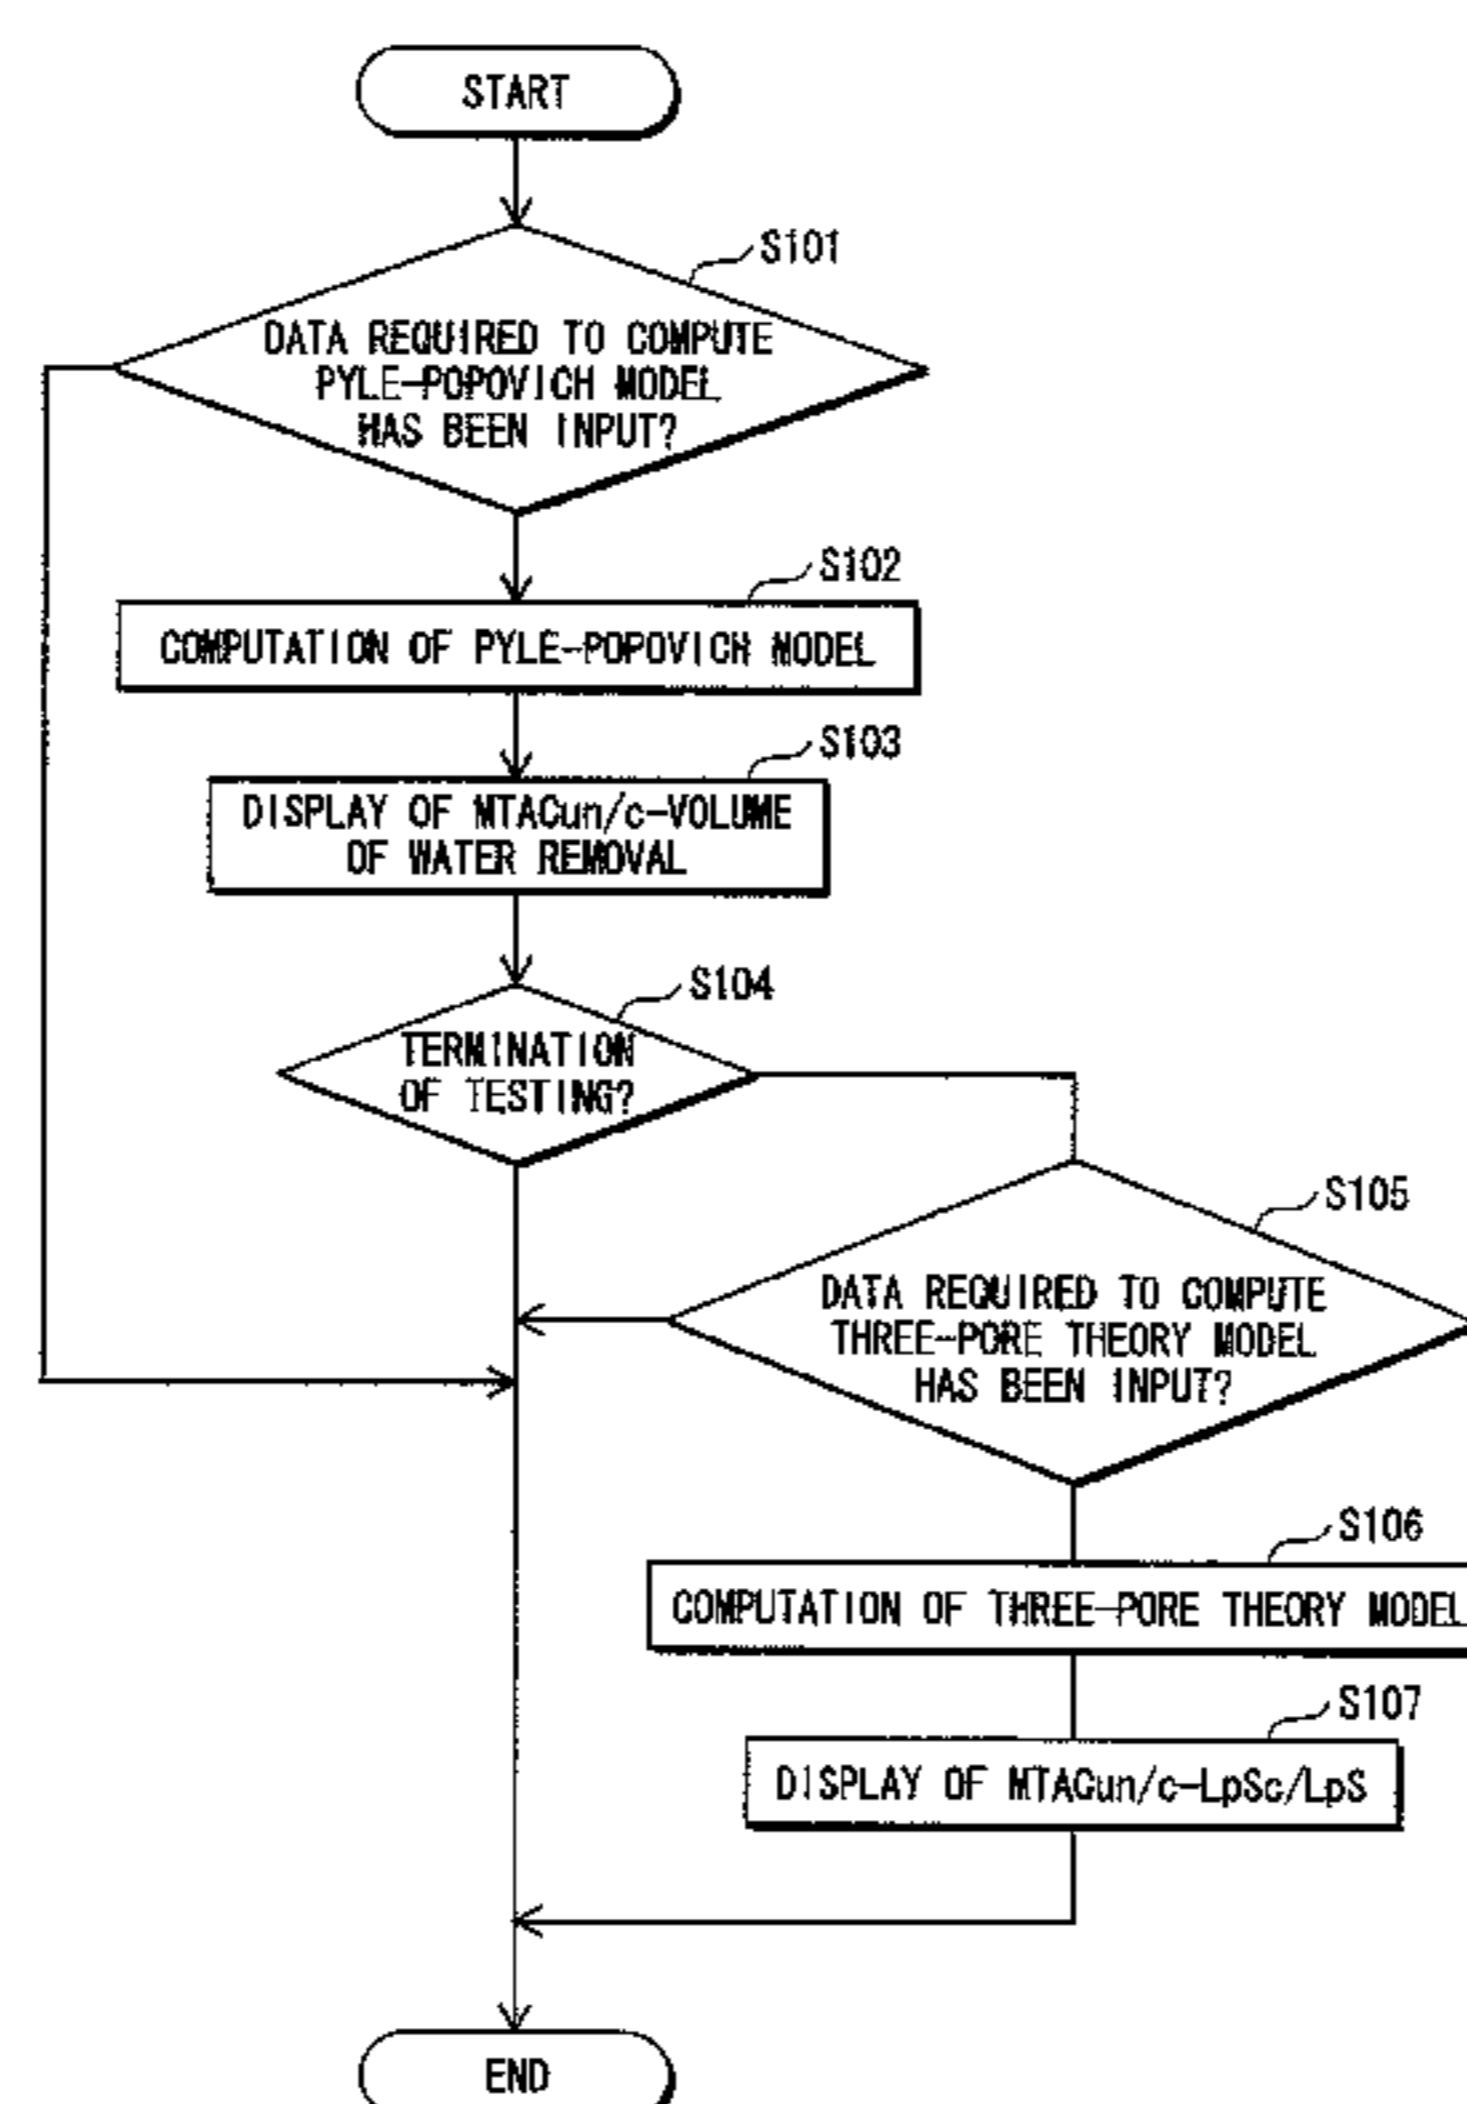 START
S101
DATA REQUIRED TO COMPUTE
PYLE-POPOVICH MODEL
HAS BEEN INPUT?
S102
COMPUTATION OF PYLE-POPOVICH MODEL
S103
DISPLAY OF MTACun/c-VOLUME
OF WATER REMOVAL
S104
TERMINATION
OF TESTING?
S105
DATA REQUIRED TO COMPUTE
THREE-PORE THEORY MODEL
HAS BEEN INPUT?
S106
COMPUTATION OF THREE-PORE THEORY MODEL
S107
DISPLAY OF MTACun/c-LpSc/LpS
END